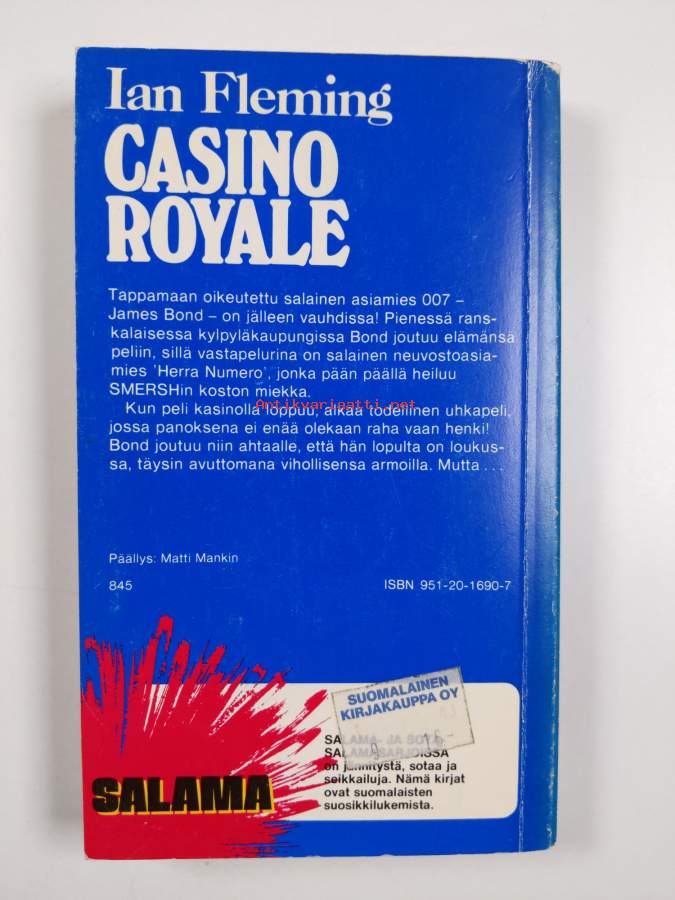 Ian Fleming
CASINO
ROYALE
Tappamaan oikeutettu salainen asiamies 007 –
James Bond – on jälleen vauhdissa! Pienessä rans-
kalaisessa kylpyläkaupungissa Bond joutuu elämänsä
peliin, sillä vastapelurina on salainen neuvostoasia-
mies 'Herra Numero', jonka pään päällä heiluu
SMERSHin koston miekka.
Antikvariaatti.net
Kun peli kasinolla loppuu, alkaa todellinen uhkapeli,
jossa panoksena ei enää olekaan raha vaan henki!
Bond joutuu niin ahtaalle, että hän lopulta on loukus-
sa, täysin avuttomana vihollisensa armoilla. Mutta ...
Päällys: Matti Mankin
845
ISBN 951-20-1690-7
SUOMALAINEN
KIRJAKAUPPA OY
SALAMA- JA SOTA-
SALAMASARJOISSA
on jännitystä, sotaa ja
seikkailuja. Nämä kirjat
ovat suomalaisten
suosikkilukemista.
SALAMA